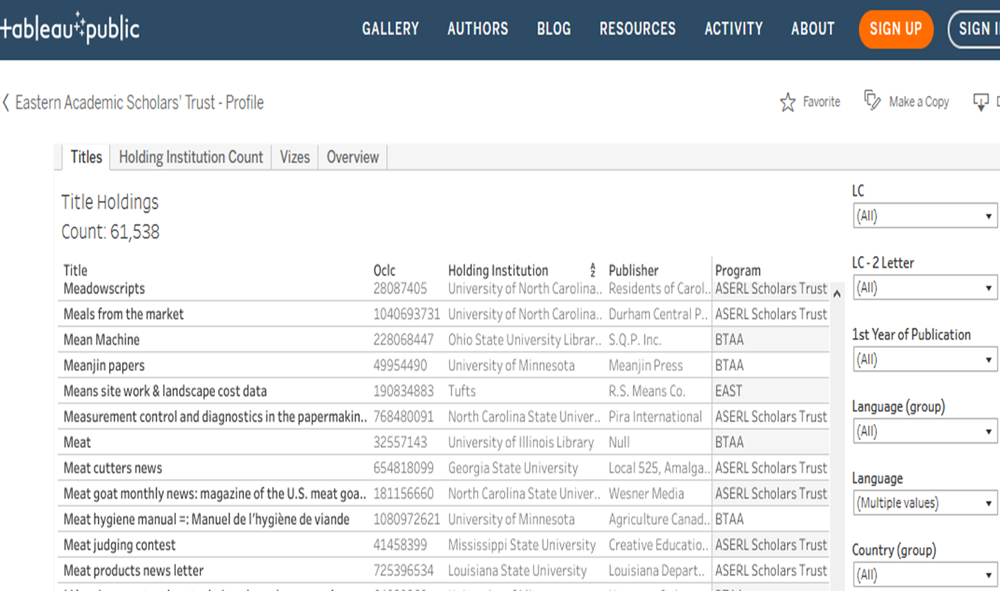 +ableau public
GALLERY AUTHORS BLOG RESOURCES ACTIVITY ABOUT SIGN UP SIGN
Eastern Academic Scholars' Trust - Profile
Favorite Make a Copy
Titles Holding Institution Count Vizes Overview
Title Holdings
Count: 61,538
Title Oclc Holding Institution Publisher Program
Meadowscripts 28087405 University of North Carolina.. Residents of Carol.. ASERL Scholars Trust
Meals from the market 1040693731 University of North Carolina.. Durham Central P.. ASERL Scholars Trust
Mean Machine 228068447 Ohio State University Librar.. S.Q.P. Inc. BTAA
Meanjin papers 49954490 University of Minnesota Meanjin Press BTAA
Means site work & landscape cost data 190834883 Tufts R.S. Means Co. EAST
Measurement control and diagnostics in the papermakin.. 768480091 North Carolina State Univer.. Pira International ASERL Scholars Trust
Meat 32557143 University of Illinois Library Null BTAA
Meat cutters news 654818099 Georgia State University Local 525, Amalga.. ASERL Scholars Trust
Meat goat monthly news: magazine of the U.S. meat goa.. 181156660 North Carolina State Univer.. Wesner Media ASERL Scholars Trust
Meat hygiene manual =: Manuel de l'hygiène de viande 1080972621 University of Minnesota Agriculture Canad.. BTAA
Meat judging contest 41458399 Mississippi State University Creative Educatio.. ASERL Scholars Trust
Meat products news letter 725396534 Louisiana State University Louisiana Depart.. ASERL Scholars Trust
LC
(All)
LC - 2 Letter
(All)
1st Year of Publication
(All)
Language (group)
(All)
Language
(Multiple values)
Country (group)
(All)